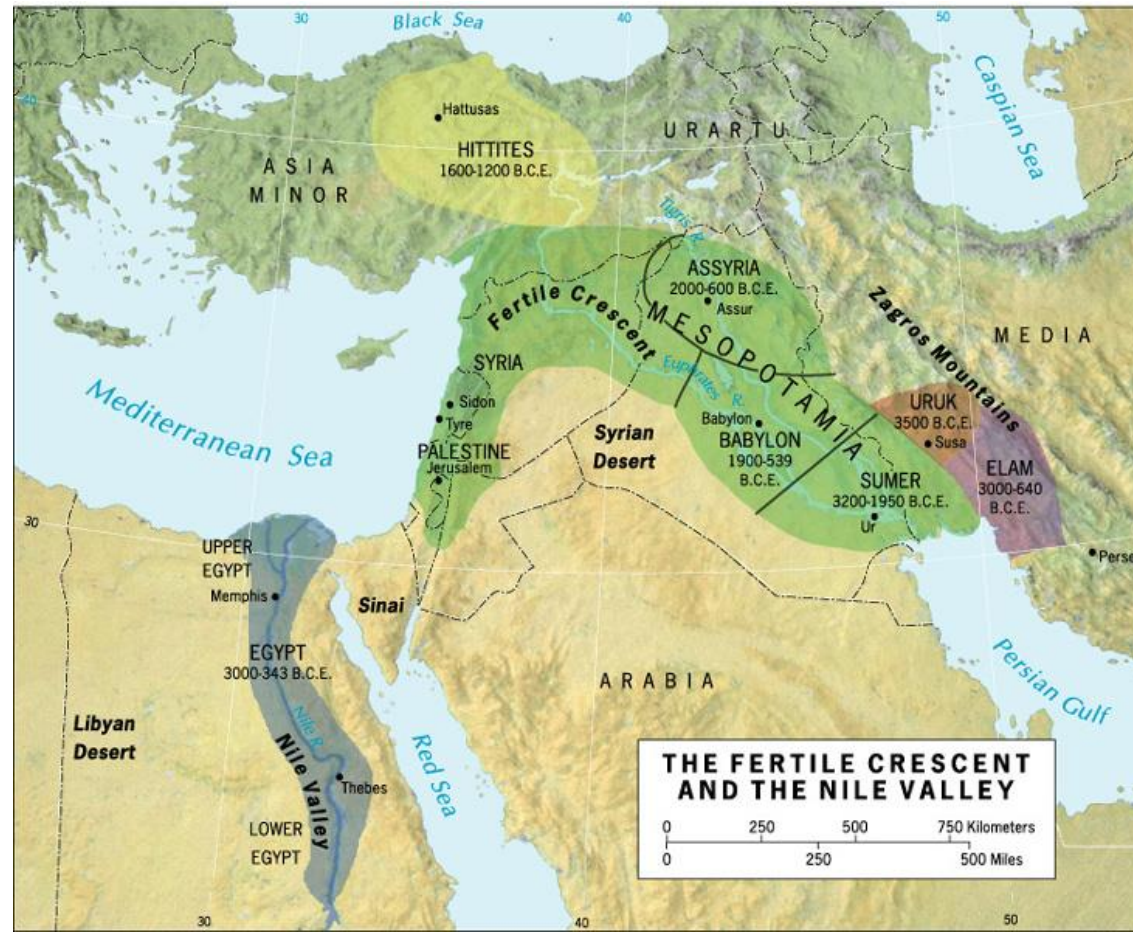 30
Black Sea
40
50
Caspian Sea
40
40
Hattusas
HITTITES
1600-1200 B.C.E.
URARTU
ASIA
MINOR
Tigris R.
ASSYRIA
2000-600 B.C.E.
Assur
Fertile Crescent
MESOPOTAMIA
Zagros Mountains
MEDIA
SYRIA
Euphrates R.
Mediterranean Sea
Sidon
Tyre
PALESTINE
Jerusalem
Syrian
Desert
Babylon
BABYLON
1900-539
B.C.E.
URUK
3500 B.C.E.
Susa
ELAM
3000-640
B.C.E.
SUMER
3200-1950 B.C.E.
Ur
30
UPPER
EGYPT
Memphis
Sinai
Perse
EGYPT
3000-343 B.C.E.
ARABIA
Persian Gulf
Libyan
Desert
Nile R.
Nile Valley
Red Sea
Thebes
LOWER
EGYPT
THE FERTILE CRESCENT
AND THE NILE VALLEY
0 250 500 750 Kilometers
0 250 500 Miles
30
40
50